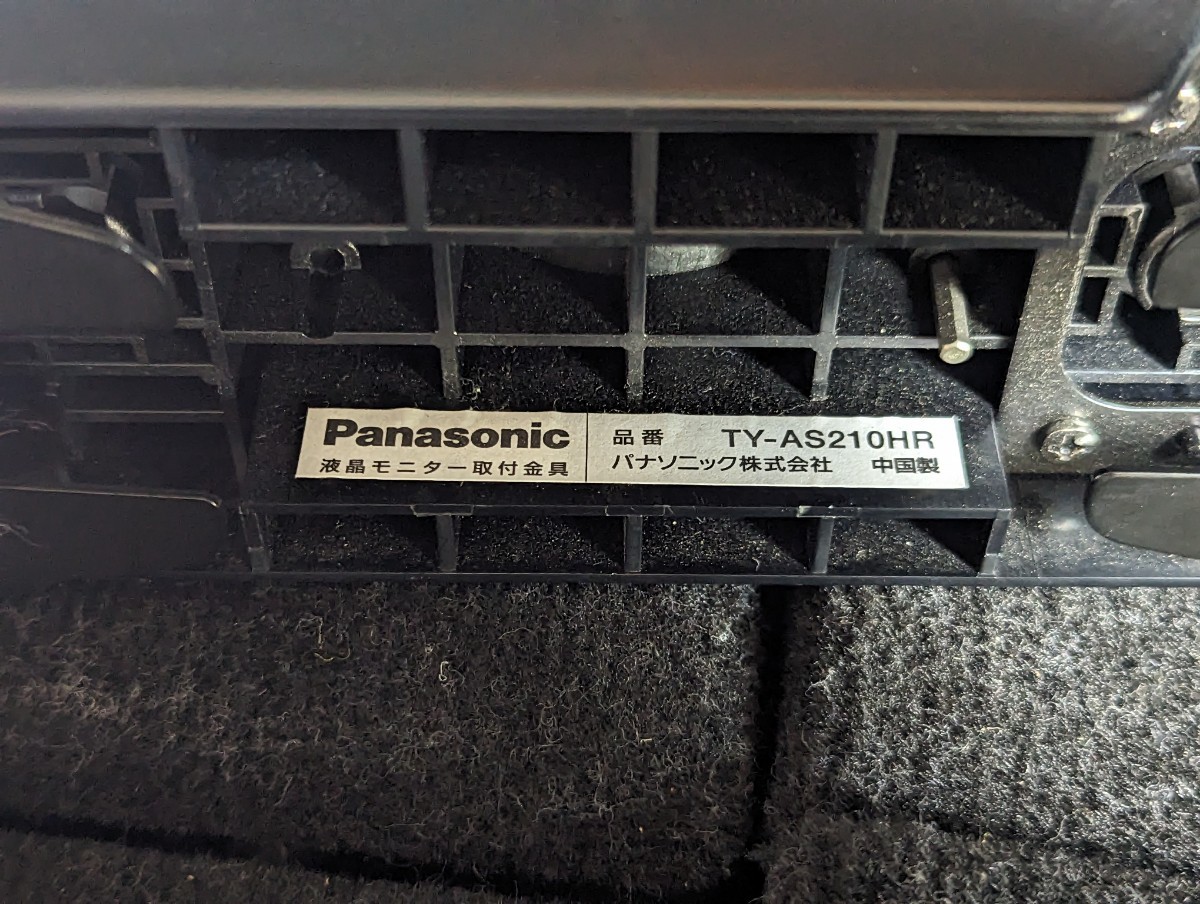 Panasonic
液晶モニター取付金具
品番 TY-AS210HR
パナソニック株式会社 中国製